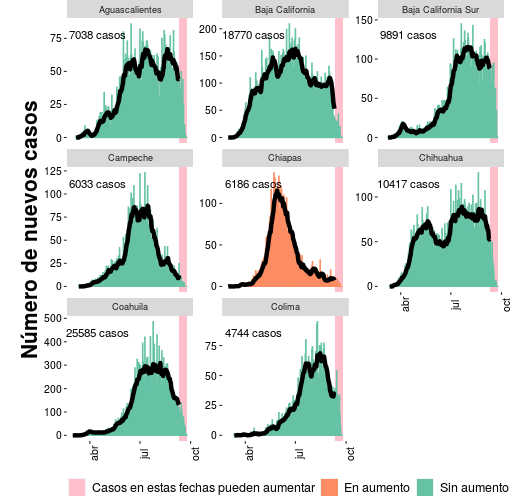 Número de nuevos casos
Aguascalientes
7038 casos
75
50
25
0
Baja California
18770 casos
200
150
100
50
0
Baja California Sur
9891 casos
150
100
50
0
Campeche
6033 casos
125
100
75
50
25
0
Chiapas
6186 casos
100
50
0
Chihuahua
10417 casos
100
50
0
abr
jul
oct
Coahuila
25585 casos
500
400
300
200
100
0
abr
jul
oct
Colima
4744 casos
75
50
25
0
abr
jul
oct
Casos en estas fechas pueden aumentar
En aumento
Sin aumento